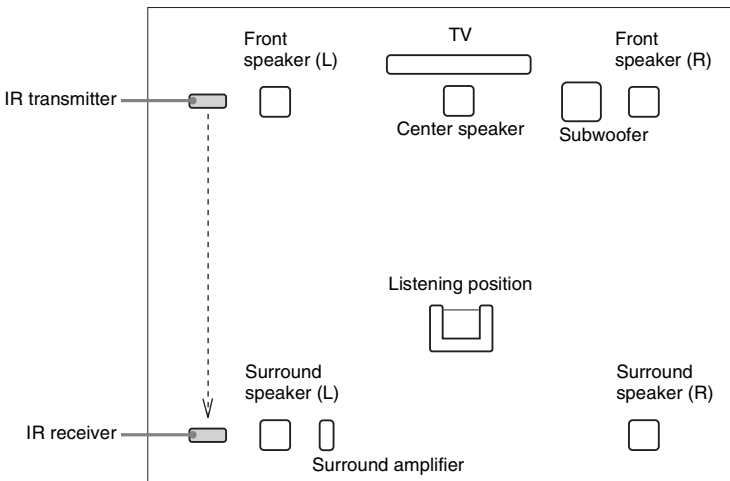 Front
speaker (L)
TV
Front
speaker (R)
IR transmitter
Center speaker
Subwoofer
Listening position
Surround
speaker (L)
Surround
speaker (R)
IR receiver
Surround amplifier